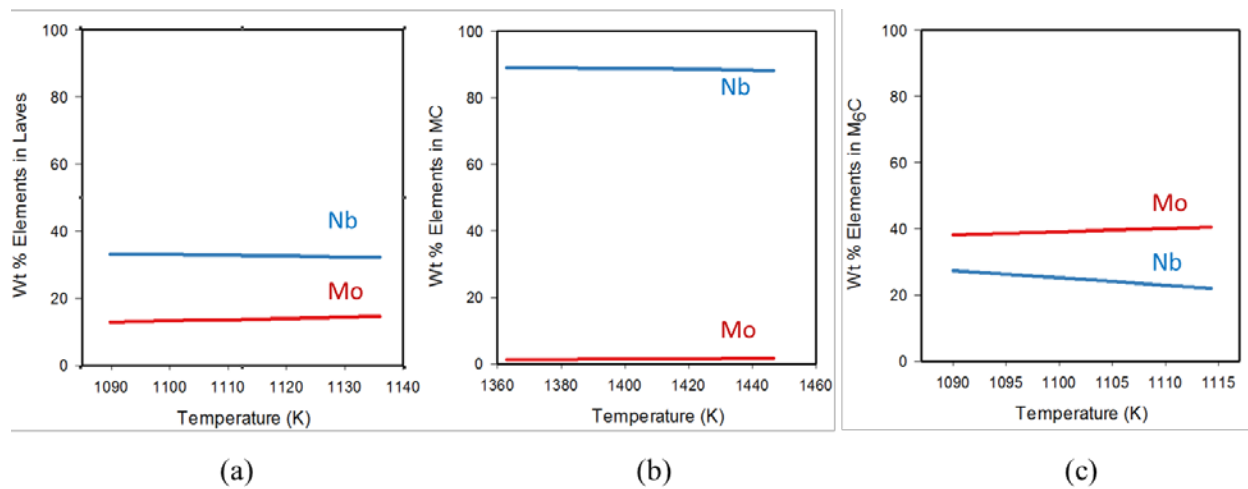 Wt % Elements in Laves
100
80
60
40
20
0
Nb
Mo
1090 1100 1110 1120 1130 1140
Temperature (K)
(a)
Wt % Elements in MC
100
80
60
40
20
0
Nb
Mo
1360 1380 1400 1420 1440 1460
Temperature (K)
(b)
Wt % Elements in M₆C
100
80
60
40
20
0
Mo
Nb
1090 1095 1100 1105 1110 1115
Temperature (K)
(c)